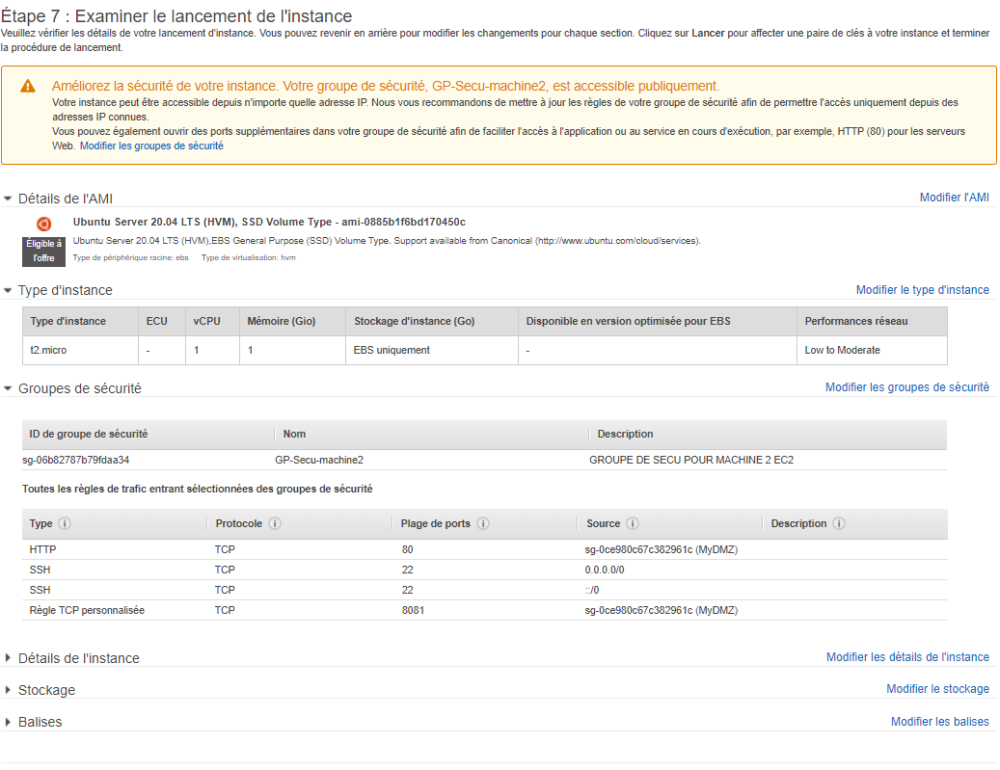 Étape 7 : Examiner le lancement de l'instance
Veuillez vérifier les détails de votre lancement d'instance. Vous pouvez revenir en arrière pour modifier les changements pour chaque section. Cliquez sur Lancer pour affecter une paire de clés à votre instance et terminer
la procédure de lancement.
Améliorez la sécurité de votre instance. Votre groupe de sécurité, GP-Secu-machine2, est accessible publiquement.
Votre instance peut être accessible depuis n'importe quelle adresse IP. Nous vous recommandons de mettre à jour les règles de votre groupe de sécurité afin de permettre l'accès uniquement depuis des
adresses IP connues.
Vous pouvez également ouvrir des ports supplémentaires dans votre groupe de sécurité afin de faciliter l'accès à l'application ou au service en cours d'exécution, par exemple, HTTP (80) pour les serveurs
Web. Modifier les groupes de sécurité
Détails de l'AMI Modifier l'AMI
Ubuntu Server 20.04 LTS (HVM), SSD Volume Type - ami-0885b1f6bd170450c
Éligible à
l'offre
Ubuntu Server 20.04 LTS (HVM),EBS General Purpose (SSD) Volume Type. Support available from Canonical (http://www.ubuntu.com/cloud/services).
Type de périphérique racine: ebs Type de virtualisation: hvm
Type d'instance Modifier le type d'instance
Type d'instance ECU vCPU Mémoire (Gio) Stockage d'instance (Go) Disponible en version optimisée pour EBS Performances réseau
t2.micro - 1 1 EBS uniquement - Low to Moderate
Groupes de sécurité Modifier les groupes de sécurité
ID de groupe de sécurité Nom Description
sg-06b82787b79fdaa34 GP-Secu-machine2 GROUPE DE SECU POUR MACHINE 2 EC2
Toutes les règles de trafic entrant sélectionnées des groupes de sécurité
Type Protocole Plage de ports Source Description
HTTP TCP 80 sg-0ce980c67c382961c (MyDMZ)
SSH TCP 22 0.0.0.0/0
SSH TCP 22 ::/0
Règle TCP personnalisée TCP 8081 sg-0ce980c67c382961c (MyDMZ)
Détails de l'instance Modifier les détails de l'instance
Stockage Modifier le stockage
Balises Modifier les balises